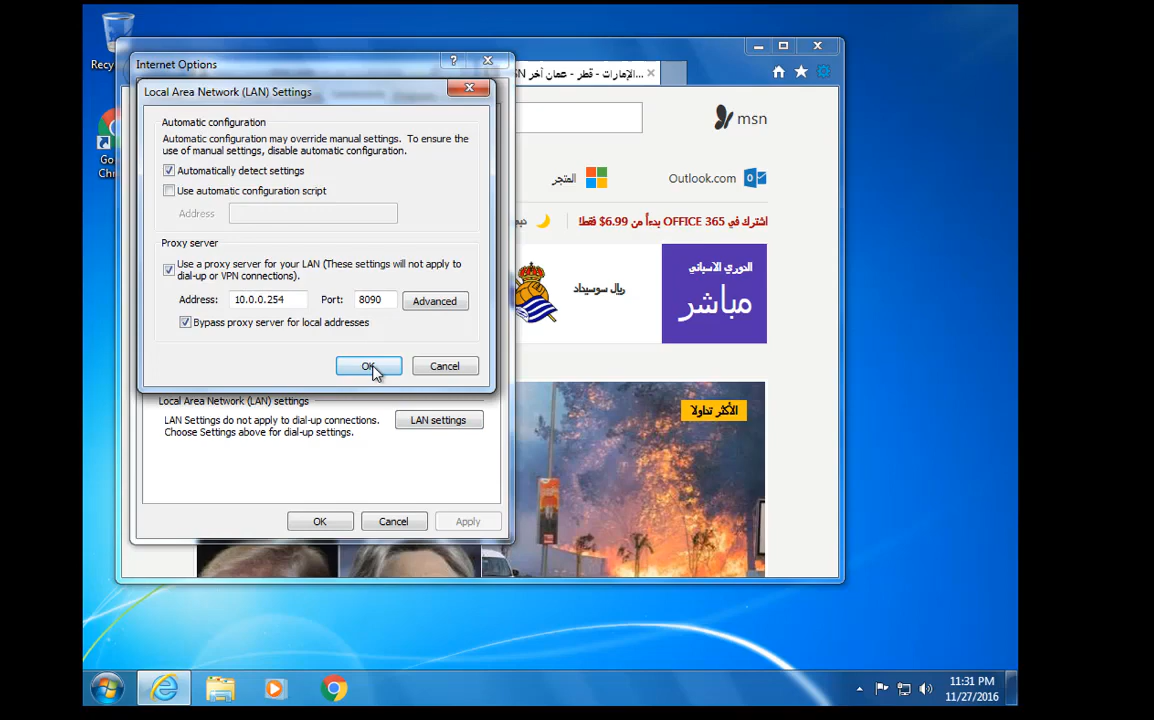 Internet Options
Local Area Network (LAN) Settings
Automatic configuration
Automatic configuration may override manual settings. To ensure the
use of manual settings, disable automatic configuration.
Automatically detect settings
Use automatic configuration script
Address
Proxy server
Use a proxy server for your LAN (These settings will not apply to
dial-up or VPN connections).
Address: 10.0.0.254 Port: 8090 Advanced
Bypass proxy server for local addresses
OK Cancel
Local Area Network (LAN) settings
LAN Settings do not apply to dial-up connections.
Choose Settings above for dial-up settings.
LAN settings
OK Cancel Apply
الإمارات - قطر - عمان آخر SN...
msn
المتجر
Outlook.com
اشترك في OFFICE 365 بدءاً من 6.99$ فقط!
الدوري الاسباني
مباشر
ريال سوسيداد
الأكثر تداولا
11:31 PM
11/27/2016